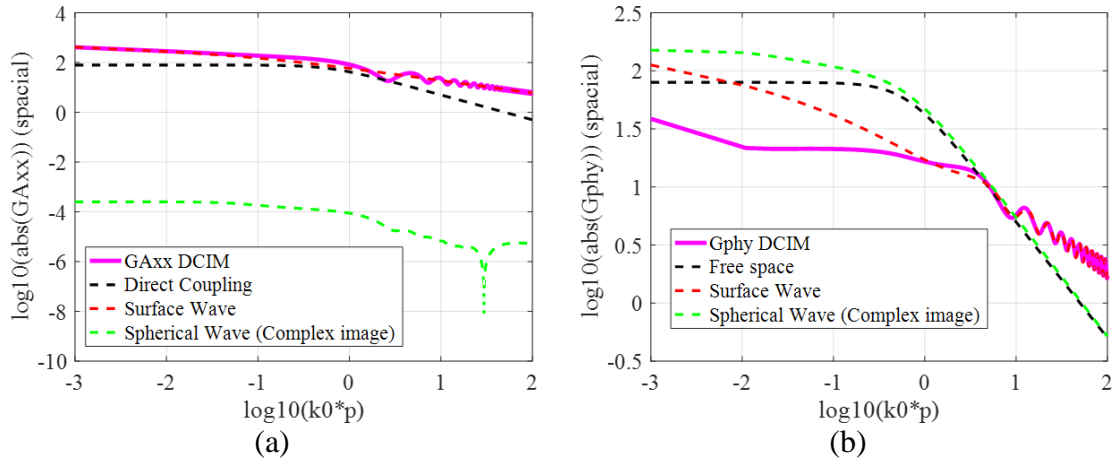 4
2
0
-2
-4
-6
-8
-10
log10(abs(GAxx)) (spacial)
GAxx DCIM
Direct Coupling
Surface Wave
Spherical Wave (Complex image)
-3 -2 -1 0 1 2
log10(k0*p)
(a)
2.5
2
1.5
1
0.5
0
-0.5
log10(abs(Gphy)) (spacial)
Gphy DCIM
Free space
Surface Wave
Spherical Wave (Complex image)
-3 -2 -1 0 1 2
log10(k0*p)
(b)